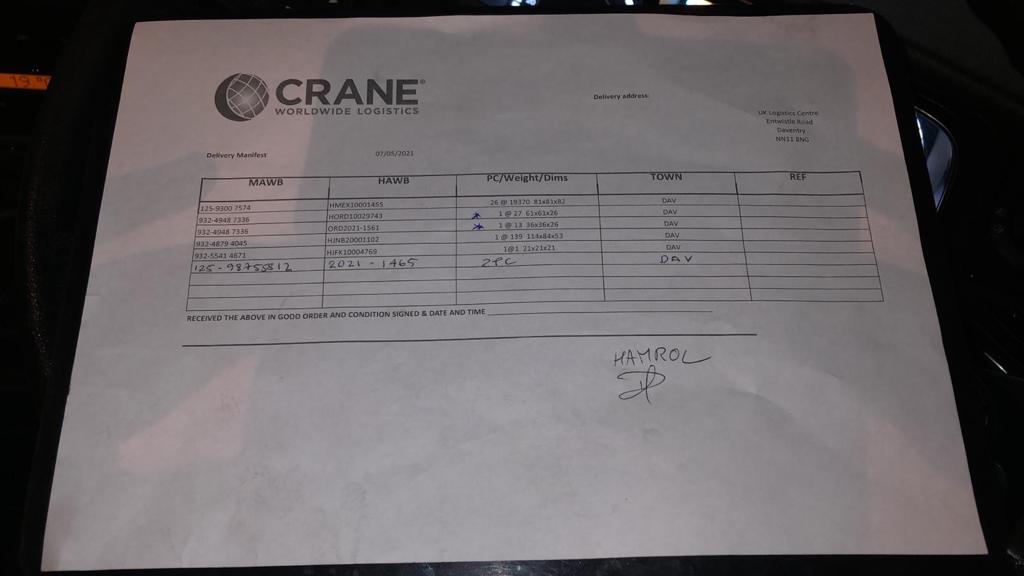 CRANE®
WORLDWIDE LOGISTICS
Delivery address:
UK Logistics Centre
Entwistle Road
Daventry
NN11 8NG
Delivery Manifest 07/05/2021
MAWB HAWB PC/Weight/Dims TOWN REF
125-9300 7574 HMEX10001455 26 @ 19370 81x81x82 DAV
932-4948 7336 HORD10029743 * 1 @ 27 61x61x26 DAV
932-4948 7336 ORD2021-1561 * 1 @ 13 36x36x26 DAV
932-4879 4045 HJNB20001102 1 @ 139 114x84x53 DAV
932-5541 4671 HJFK10004769 1@1 21x21x21 DAV
125-98755812 2021-1465 2PC DAV
RECEIVED THE ABOVE IN GOOD ORDER AND CONDITION SIGNED & DATE AND TIME
HAMROL